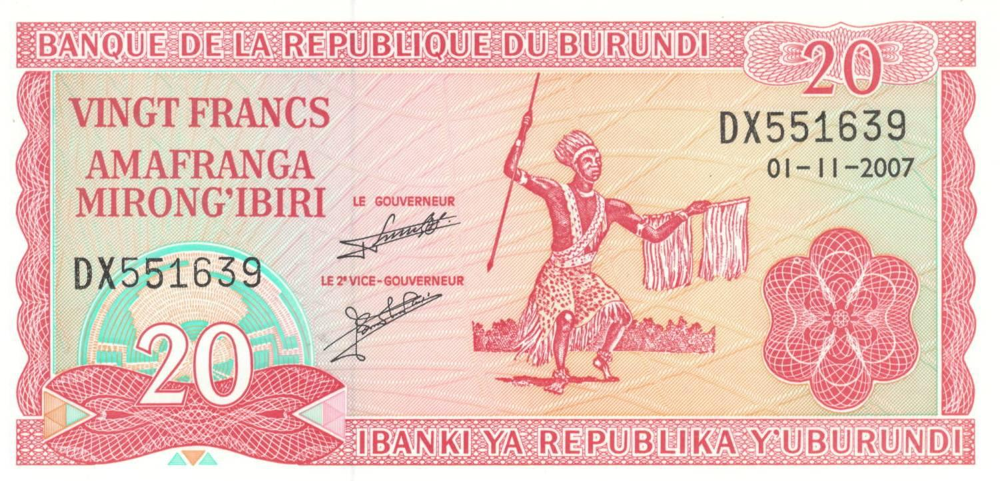 BANQUE DE LA REPUBLIQUE DU BURUNDI
20
VINGT FRANCS
DX551639
01-11-2007
AMAFRANGA
MIRONG'IBIRI
LE GOUVERNEUR
DX551639
LE 2e VICE-GOUVERNEUR
20
IBANKI YA REPUBLIKA Y'UBURUNDI